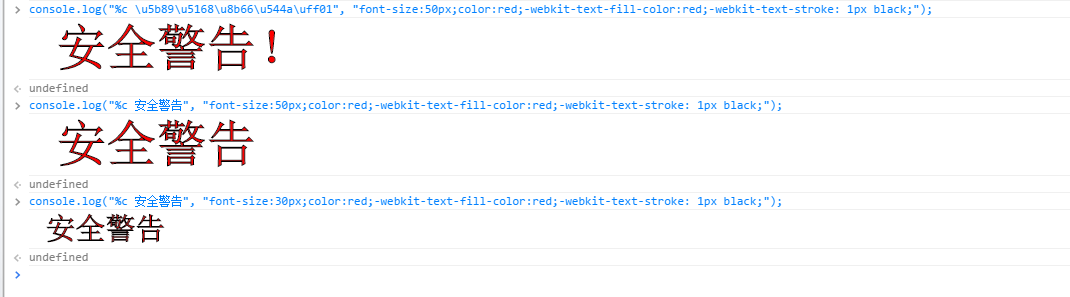 console.log("%c \u5b89\u5168\u8b66\u544a\uff01", "font-size:50px;color:red;-webkit-text-fill-color:red;-webkit-text-stroke: 1px black;");
安全警告！
undefined
console.log("%c 安全警告", "font-size:50px;color:red;-webkit-text-fill-color:red;-webkit-text-stroke: 1px black;");
安全警告
undefined
console.log("%c 安全警告", "font-size:30px;color:red;-webkit-text-fill-color:red;-webkit-text-stroke: 1px black;");
安全警告
undefined